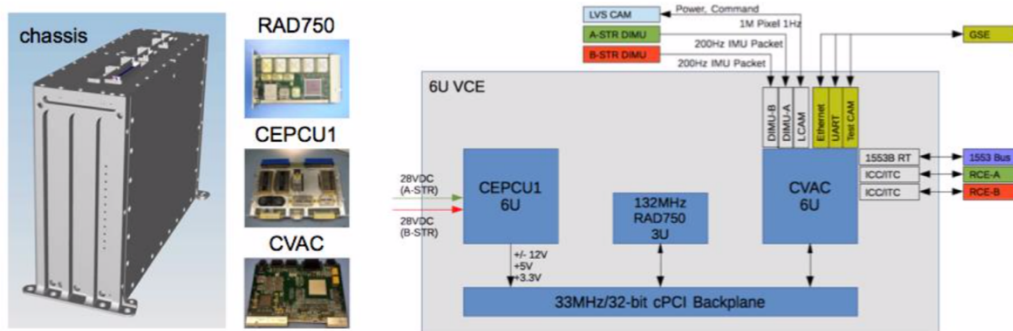 chassis
RAD750
CEPCU1
CVAC
LVS CAM
A-STR DIMU
B-STR DIMU
Power, Command
1M Pixel 1Hz
200Hz IMU Packet
200Hz IMU Packet
GSE
6U VCE
DIMU-B
DIMU-A
LCAM
Ethernet
UART
Test CAM
28VDC
(A-STR)
28VDC
(B-STR)
CEPCU1
6U
132MHz
RAD750
3U
CVAC
6U
1553B RT
ICC/ITC
ICC/ITC
1553 Bus
RCE-A
RCE-B
+/- 12V
+5V
+3.3V
33MHz/32-bit cPCI Backplane